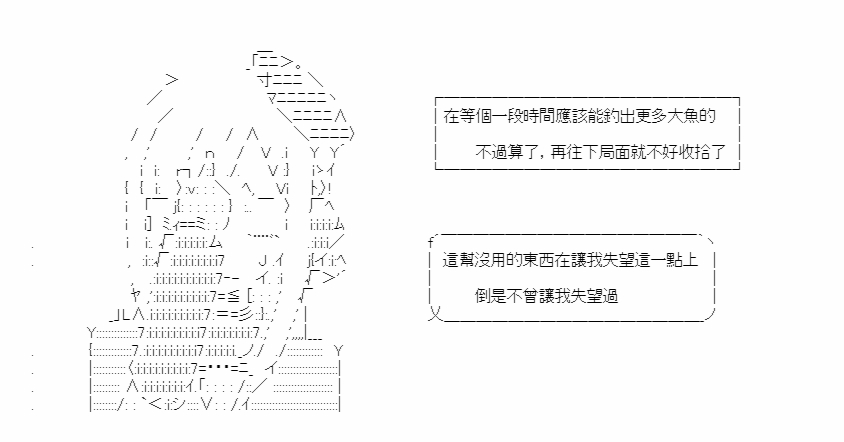 在等個一段時間應該能釣出更多大魚的
不過算了，再往下局面就不好收拾了
這幫沒用的東西在讓我失望這一點上
倒是不曾讓我失望過